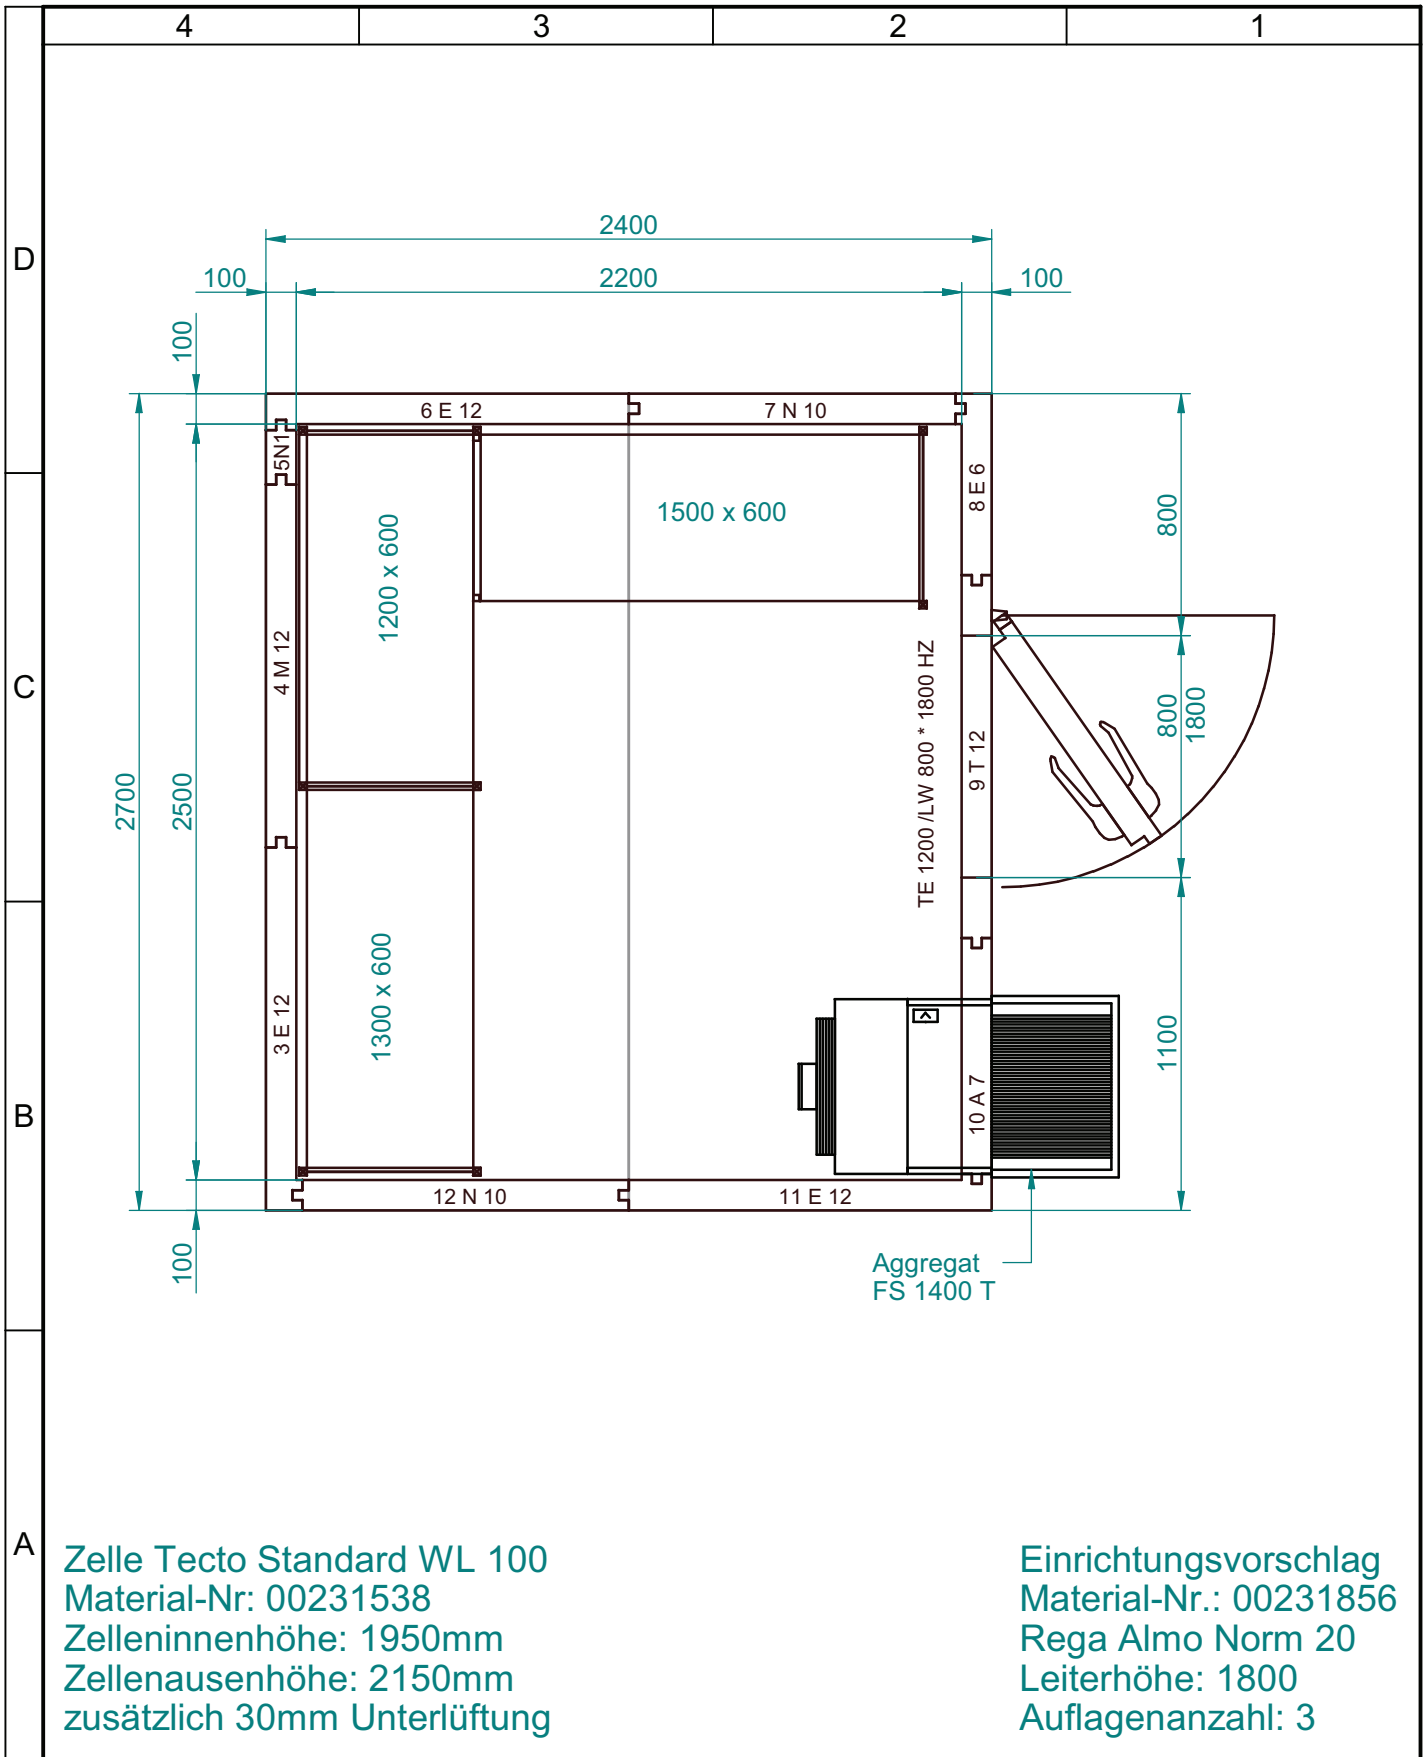 4 3 2 1
D
C
B
A
2400
100 2200 100
100
6 E 12 7 N 10
5N1
8 E 6
1500 x 600
1200 x 600
800
4 M 12
TE 1200 /LW 800 * 1800 HZ
9 T 12
800
1800
2700
2500
3 E 12
1300 x 600
10 A 7
1100
12 N 10 11 E 12
100
Aggregat
FS 1400 T
Zelle Tecto Standard WL 100
Material-Nr: 00231538
Zelleninnenhöhe: 1950mm
Zellenausenhöhe: 2150mm
zusätzlich 30mm Unterlüftung
Einrichtungsvorschlag
Material-Nr.: 00231856
Rega Almo Norm 20
Leiterhöhe: 1800
Auflagenanzahl: 3